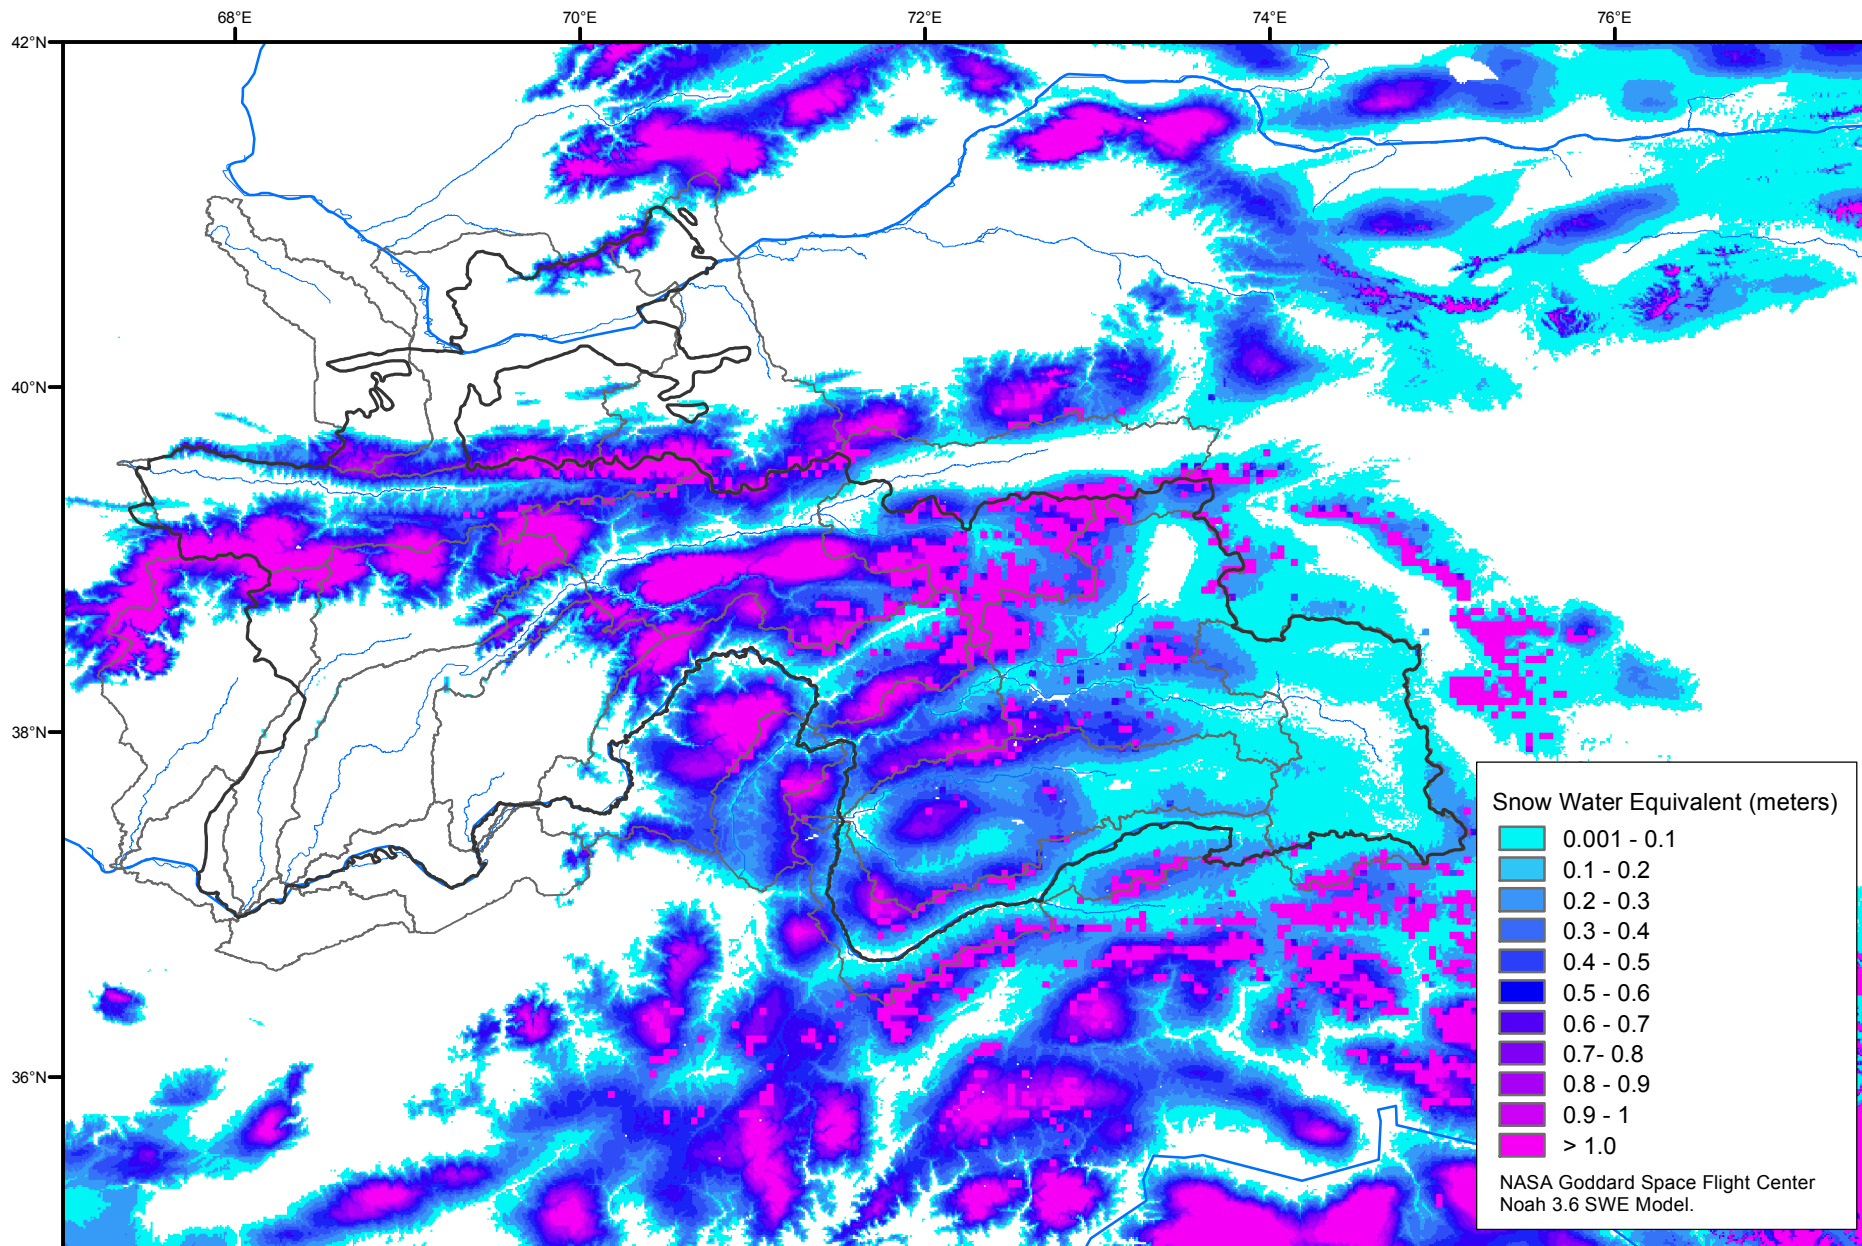 68°E
70°E
72°E
74°E
76°E
42°N
40°N
38°N
36°N
Snow Water Equivalent (meters)
0.001 - 0.1
0.1 - 0.2
0.2 - 0.3
0.3 - 0.4
0.4 - 0.5
0.5 - 0.6
0.6 - 0.7
0.7- 0.8
0.8 - 0.9
0.9 - 1
> 1.0
NASA Goddard Space Flight Center
Noah 3.6 SWE Model.